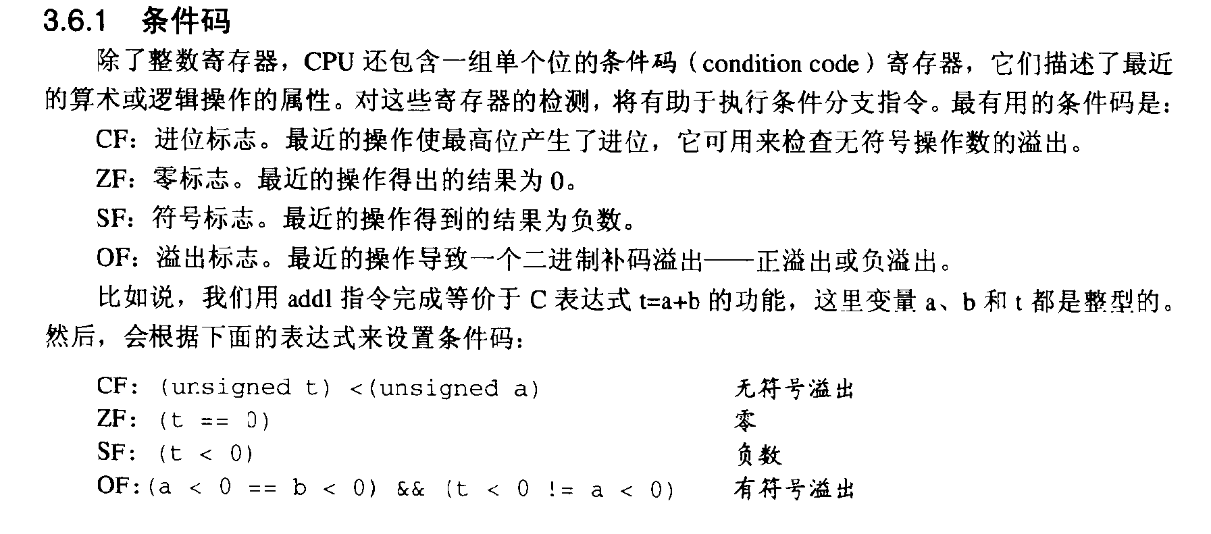 3.6.1 条件码
除了整数寄存器，CPU 还包含一组单个位的条件码（condition code）寄存器，它们描述了最近
的算术或逻辑操作的属性。对这些寄存器的检测，将有助于执行条件分支指令。最有用的条件码是：
CF：进位标志。最近的操作使最高位产生了进位，它可用来检查无符号操作数的溢出。
ZF：零标志。最近的操作得出的结果为 0。
SF：符号标志。最近的操作得到的结果为负数。
OF：溢出标志。最近的操作导致一个二进制补码溢出——正溢出或负溢出。
比如说，我们用 addl 指令完成等价于 C 表达式 t=a+b 的功能，这里变量 a、b 和 t 都是整型的。
然后，会根据下面的表达式来设置条件码：
CF: (unsigned t) <(unsigned a) 无符号溢出
ZF: (t == 0) 零
SF: (t < 0) 负数
OF:(a < 0 == b < 0) && (t < 0 != a < 0) 有符号溢出